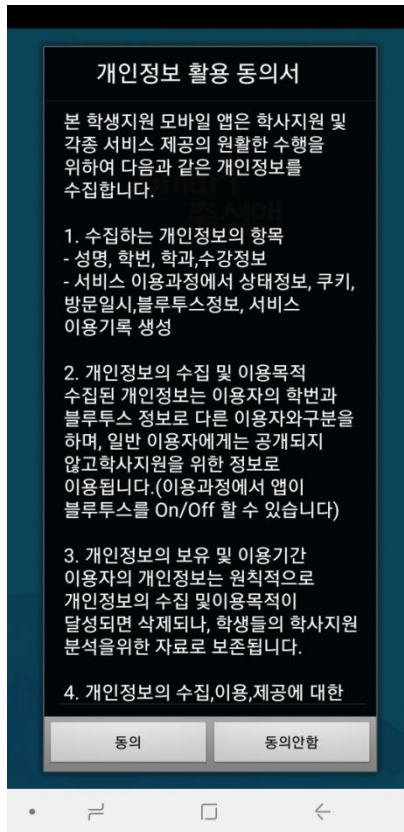 개인정보 활용 동의서
본 학생지원 모바일 앱은 학사지원 및
각종 서비스 제공의 원활한 수행을
위하여 다음과 같은 개인정보를
수집합니다.
1. 수집하는 개인정보의 항목
- 성명, 학번, 학과,수강정보
- 서비스 이용과정에서 상태정보, 쿠키,
방문일시,블루투스정보, 서비스
이용기록 생성
2. 개인정보의 수집 및 이용목적
수집된 개인정보는 이용자의 학번과
블루투스 정보로 다른 이용자와구분을
하며, 일반 이용자에게는 공개되지
않고학사지원을 위한 정보로
이용됩니다.(이용과정에서 앱이
블루투스를 On/Off 할 수 있습니다)
3. 개인정보의 보유 및 이용기간
이용자의 개인정보는 원칙적으로
개인정보의 수집 및이용목적이
달성되면 삭제되나, 학생들의 학사지원
분석을위한 자료로 보존됩니다.
4. 개인정보의 수집,이용,제공에 대한
동의
동의안함